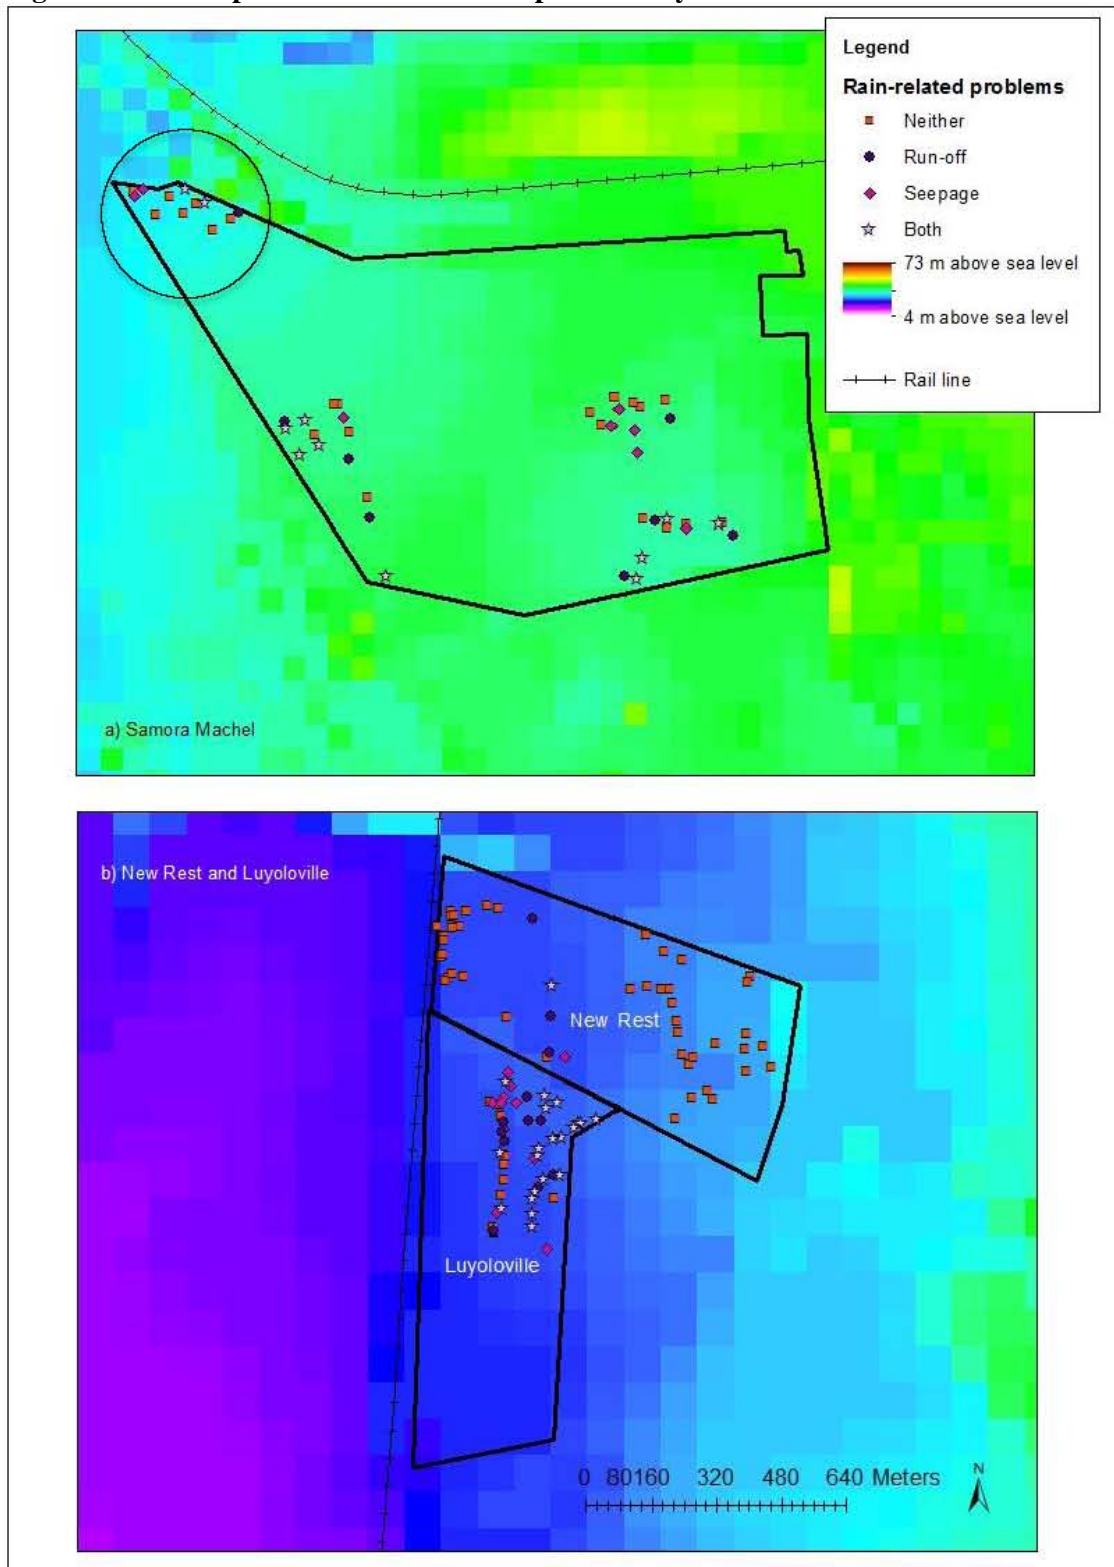 Legend
Rain-related problems
Neither
Run-off
Seepage
Both
73 m above sea level
4 m above sea level
Rail line
a) Samora Machel
b) New Rest and Luyoloville
New Rest
Luyoloville
0 80160 320 480 640 Meters
N